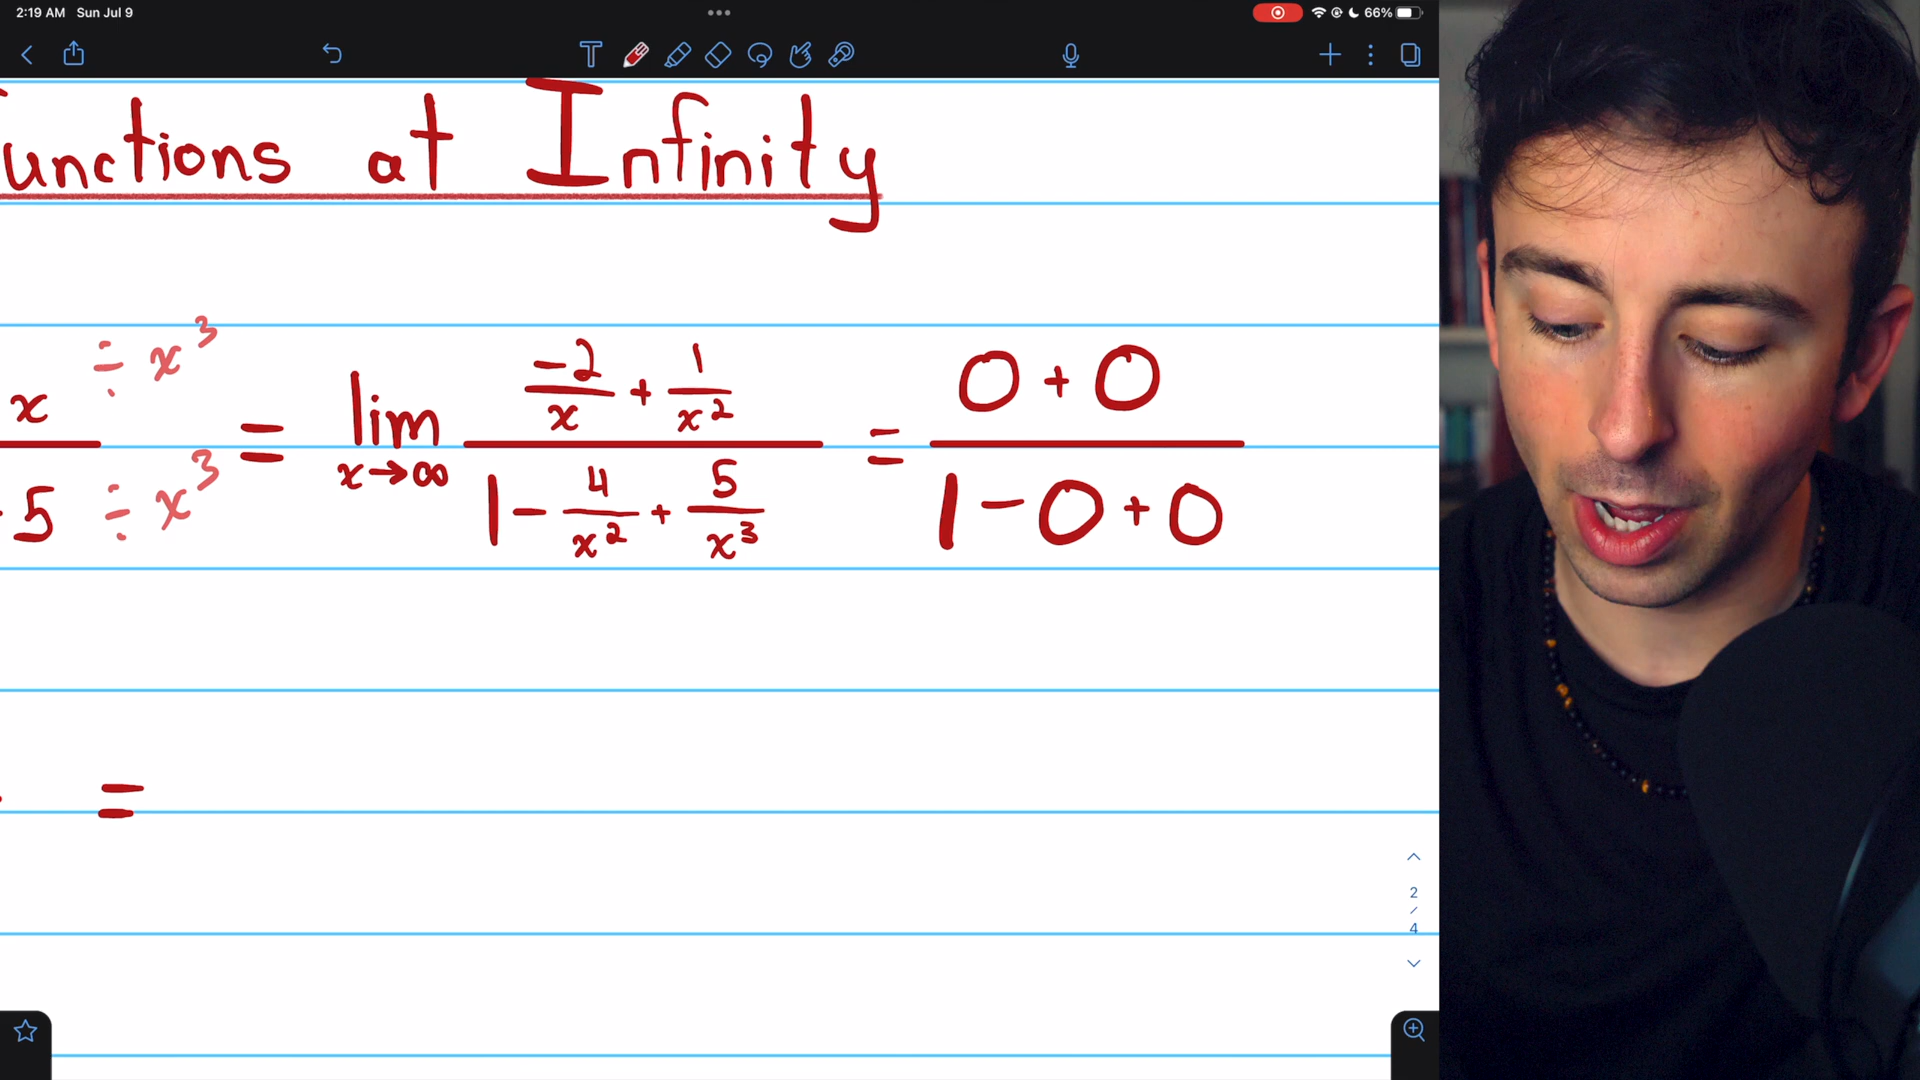 2:19 AM Sun Jul 9
66%
unctions at Infinity
x ÷ x³ = lim x→∞ (-2/x + 1/x²)/(1 - 4/x² + 5/x³) = (0 + 0)/(1 - 0 + 0)
5 ÷ x³
=
2
/
4